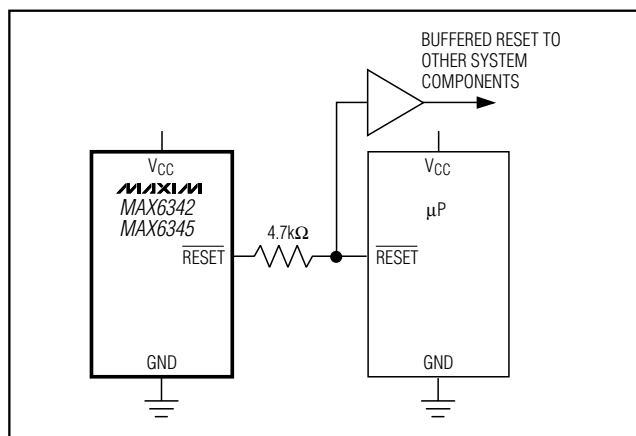 BUFFERED RESET TO
OTHER SYSTEM
COMPONENTS
VCC
MAXIM
MAX6342
MAX6345
RESET
GND
4.7kΩ
VCC
µP
RESET
GND